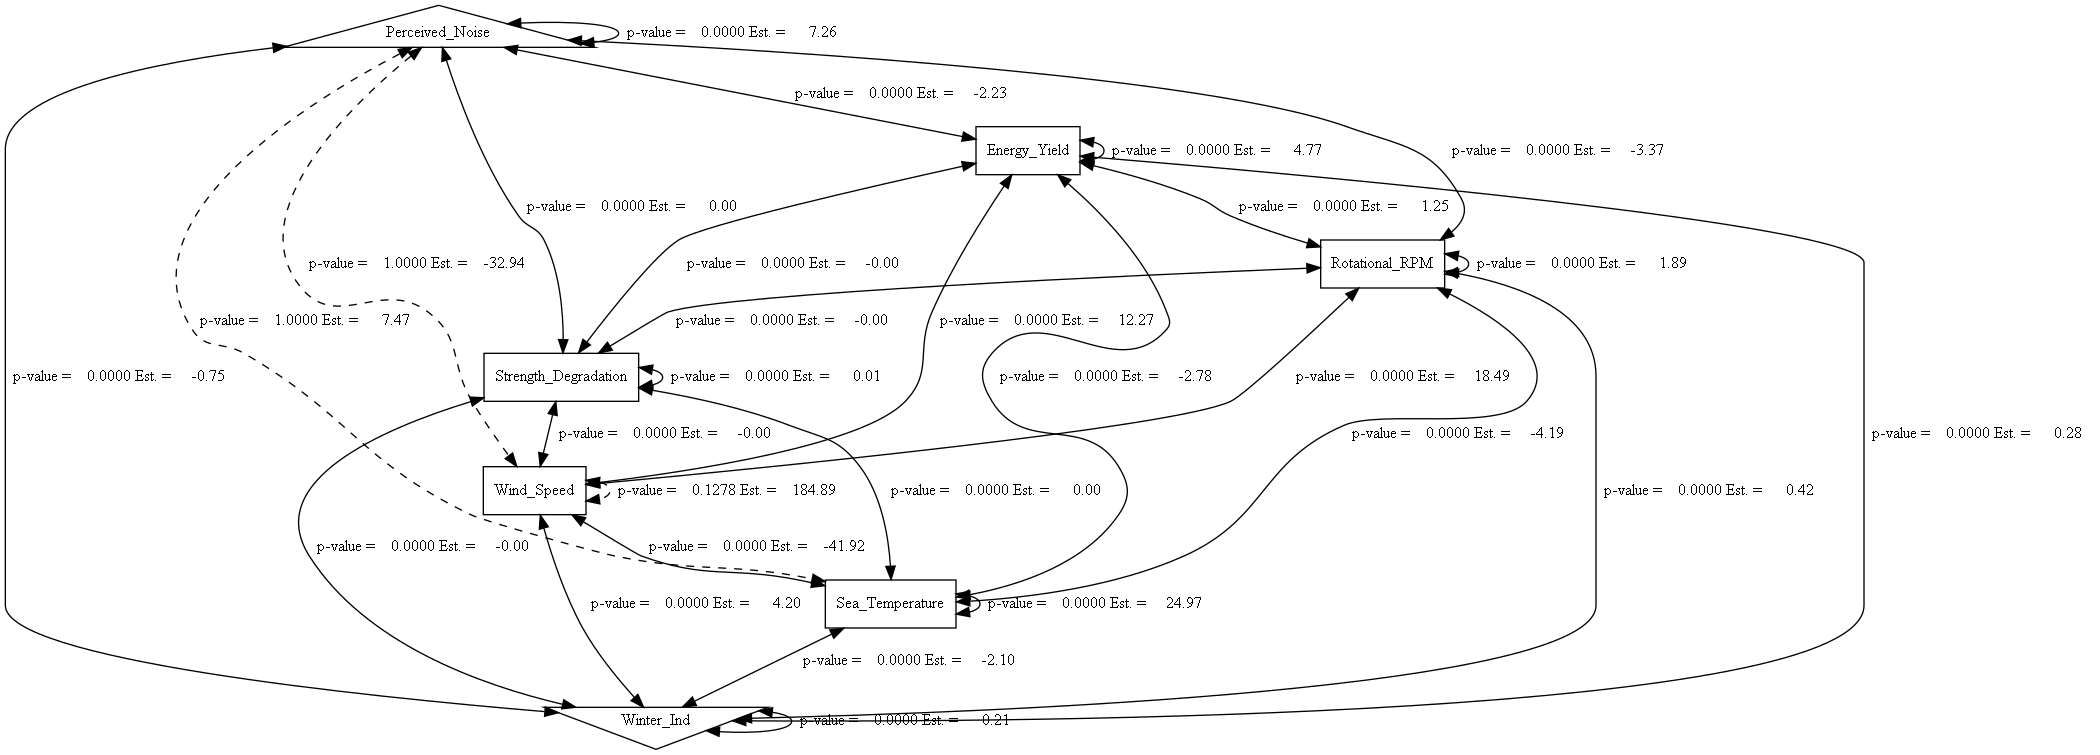 Perceived_Noise
p-value = 0.0000 Est. = 7.26
p-value = 0.0000 Est. = -2.23
Energy_Yield
p-value = 0.0000 Est. = 4.77
p-value = 0.0000 Est. = -3.37
p-value = 0.0000 Est. = 0.00
p-value = 0.0000 Est. = 1.25
p-value = 1.0000 Est. = -32.94
p-value = 0.0000 Est. = -0.00
Rotational_RPM
p-value = 0.0000 Est. = 1.89
p-value = 1.0000 Est. = 7.47
p-value = 0.0000 Est. = -0.00
p-value = 0.0000 Est. = 12.27
p-value = 0.0000 Est. = -0.75
Strength_Degradation
p-value = 0.0000 Est. = 0.01
p-value = 0.0000 Est. = -2.78
p-value = 0.0000 Est. = 18.49
p-value = 0.0000 Est. = -0.00
p-value = 0.0000 Est. = -4.19
p-value = 0.0000 Est. = 0.28
Wind_Speed
p-value = 0.1278 Est. = 184.89
p-value = 0.0000 Est. = 0.00
p-value = 0.0000 Est. = 0.42
p-value = 0.0000 Est. = -0.00
p-value = 0.0000 Est. = -41.92
p-value = 0.0000 Est. = 4.20
Sea_Temperature
p-value = 0.0000 Est. = 24.97
p-value = 0.0000 Est. = -2.10
Winter_Ind
p-value = 0.0000 Est. = 0.21